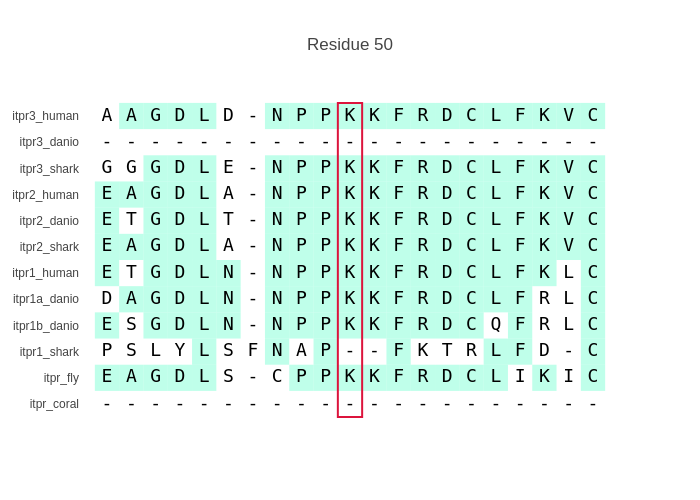 Residue 50
itpr3_human A A G D L D - N P P K K F R D C L F K V C
itpr3_danio - - - - - - - - - - - - - - - - - - - - -
itpr3_shark G G G D L E - N P P K K F R D C L F K V C
itpr2_human E A G D L A - N P P K K F R D C L F K V C
itpr2_danio E T G D L T - N P P K K F R D C L F K V C
itpr2_shark E A G D L A - N P P K K F R D C L F K V C
itpr1_human E T G D L N - N P P K K F R D C L F K L C
itpr1a_danio D A G D L N - N P P K K F R D C L F R L C
itpr1b_danio E S G D L N - N P P K K F R D C Q F R L C
itpr1_shark P S L Y L S F N A P - - F K T R L F D - C
itpr_fly E A G D L S - C P P K K F R D C L I K I C
itpr_coral - - - - - - - - - - - - - - - - - - - - -